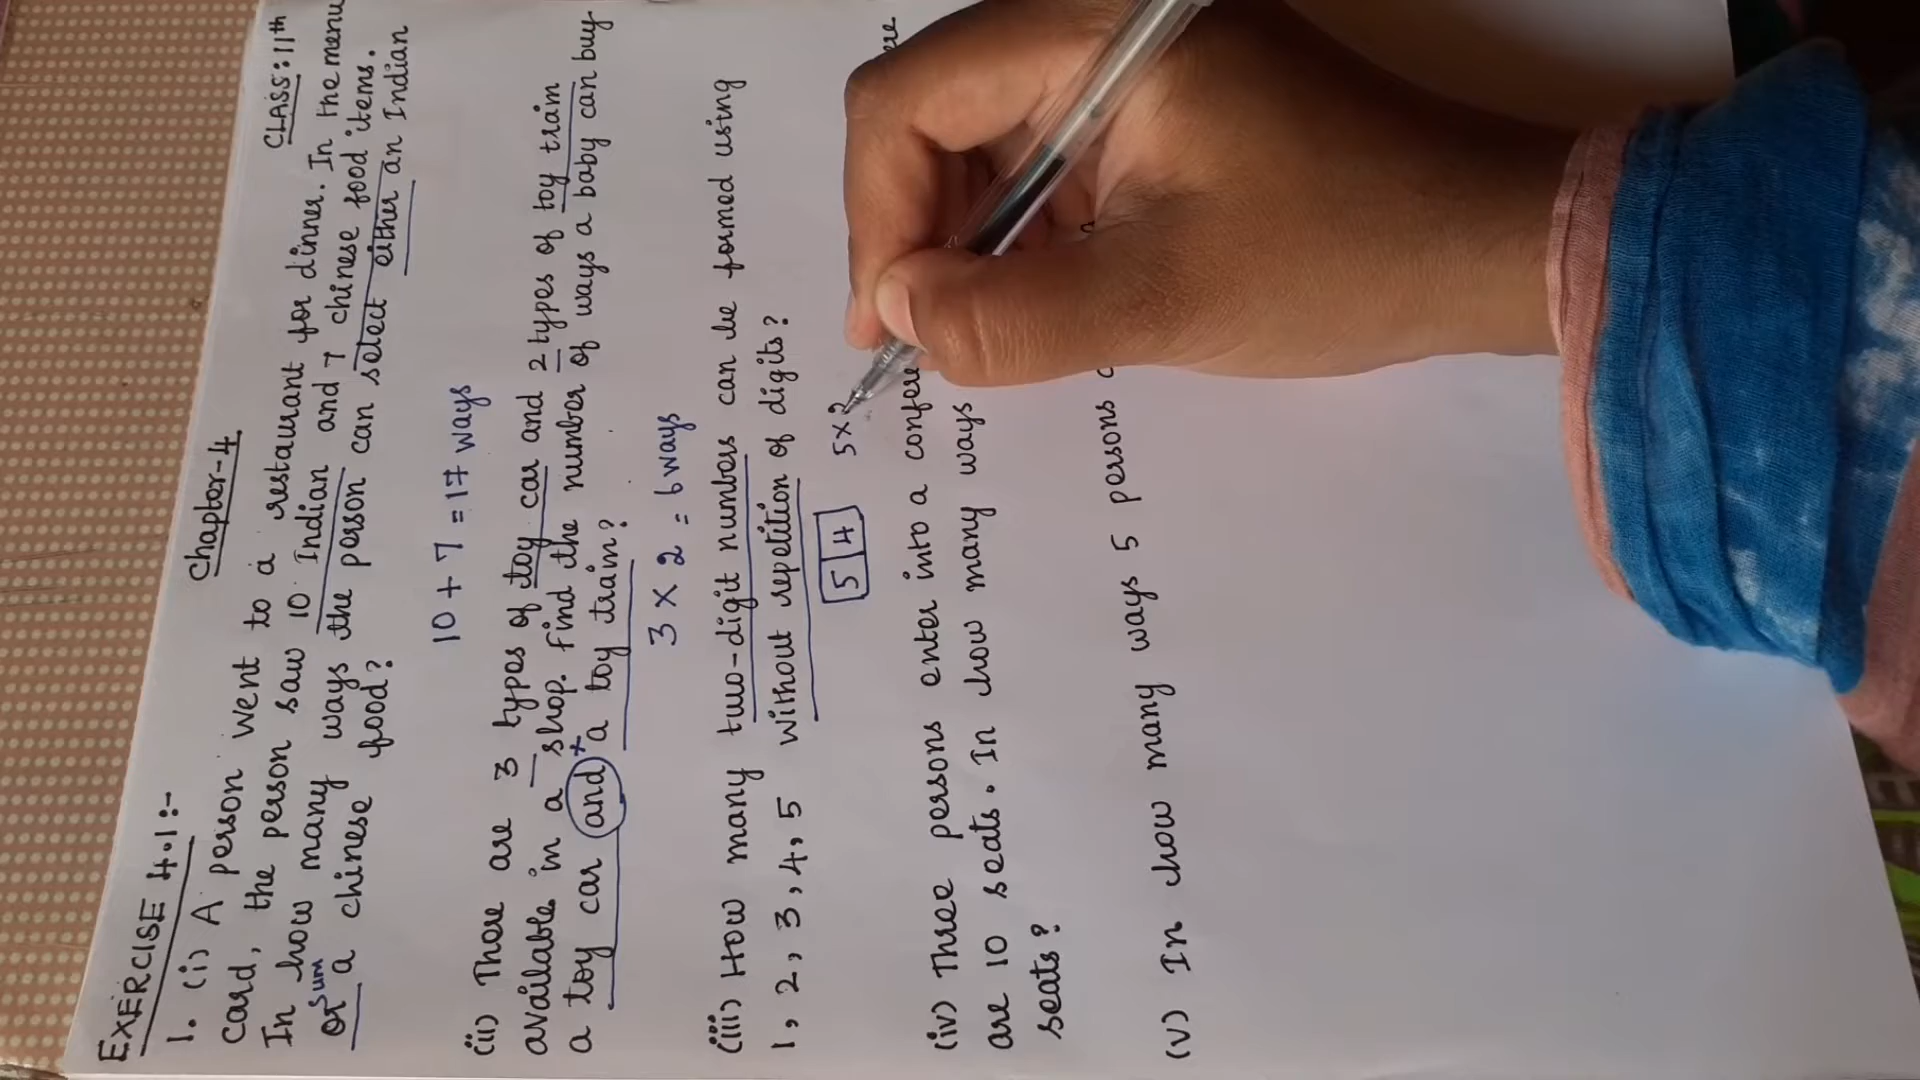 Chapter-4
CLASS: 11th
EXERCISE 4.1:-
1. (i) A person went to a restaurant for dinner. In the menu
card, the person saw 10 Indian and 7 chinese food items.
In how many ways the person can select either an Indian
sum
or a chinese food?
10 + 7 = 17 ways
(ii) There are 3 types of toy car and 2 types of toy train
available in a shop. Find the number of ways a baby can buy
a toy car and a toy train?
3 x 2 = 6 ways
(iii) How many two-digit numbers can be formed using
1, 2, 3, 4, 5 without repetition of digits?
5 4 5x
(iv) Three persons enter into a ere
are 10 seats. In how many ways
seats?
(v) In how many ways 5 persons